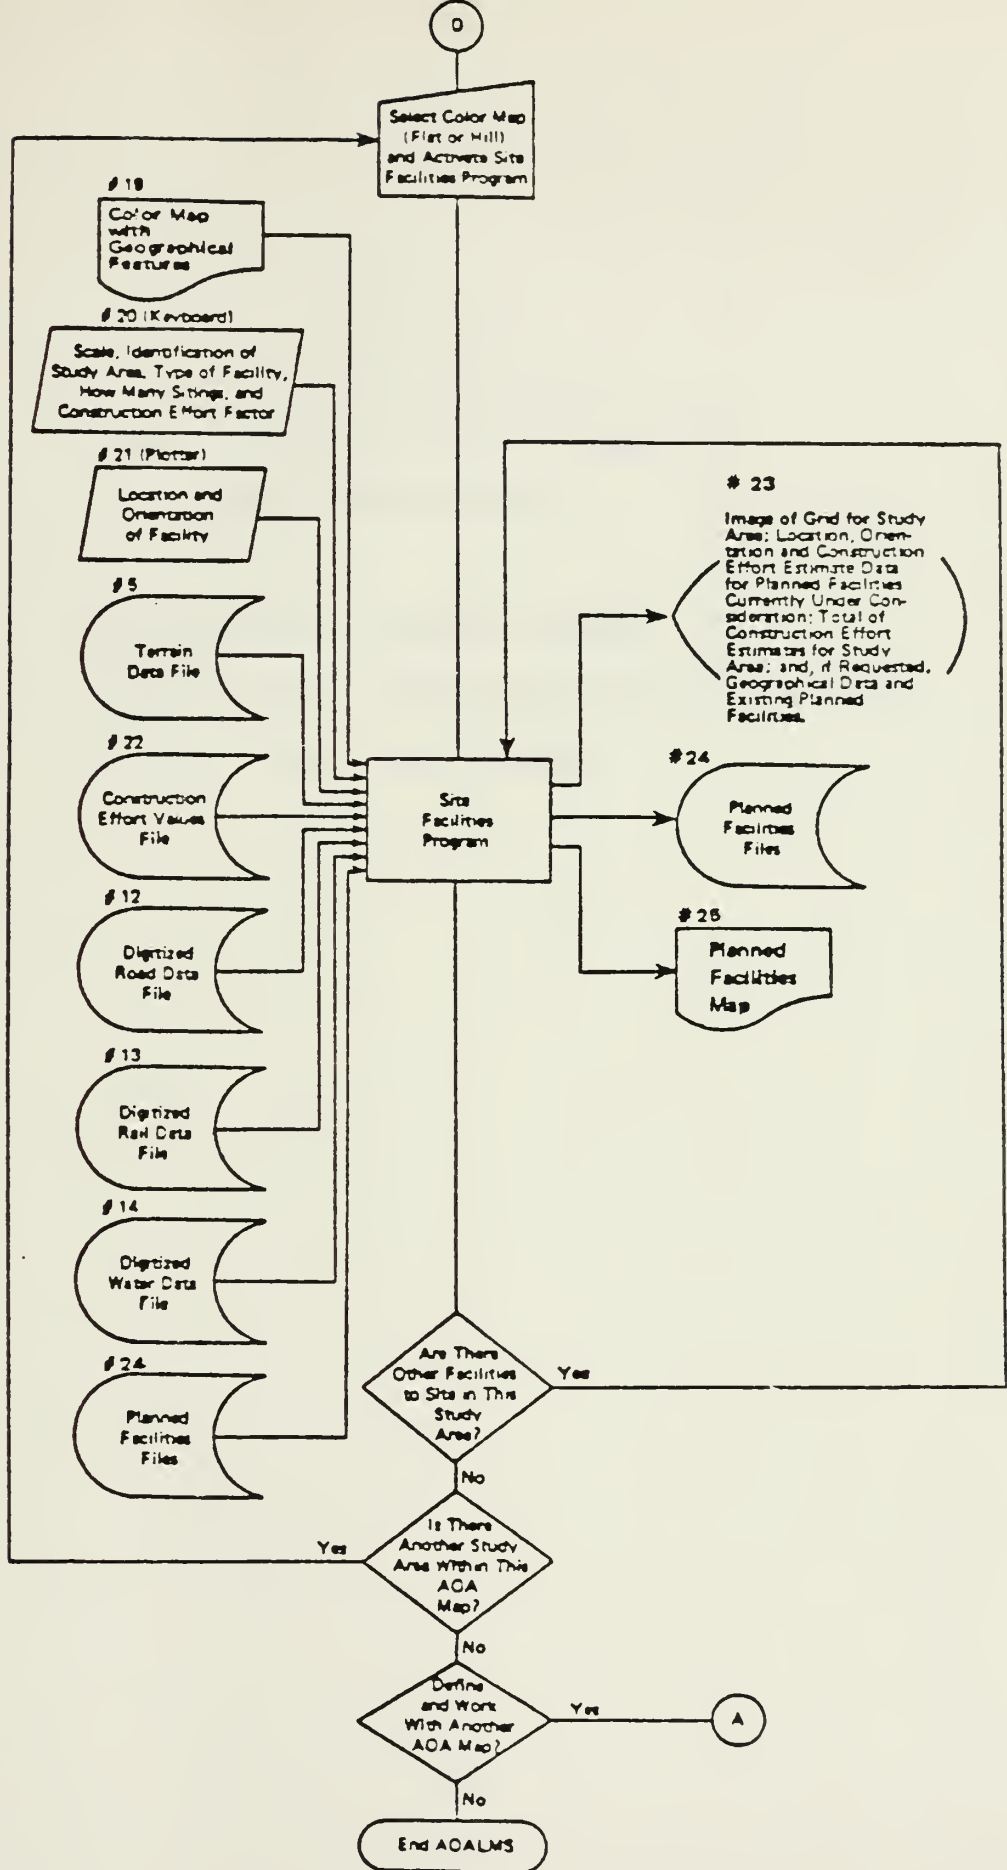 D
Select Color Map
(Flat or Hill)
and Activate Site
Facilities Program
# 19
Color Map
with
Geographical
Features
# 20 (Keyboard)
Scale, Identification of
Study Area, Type of Facility,
How Many Sitings, and
Construction Effort Factor
# 21 (Plotter)
Location and
Orientation
of Facility
# 5
Terrain
Data File
# 22
Construction
Effort Values
File
# 12
Digitized
Road Data
File
# 13
Digitized
Rail Data
File
# 14
Digitized
Water Data
File
# 24
Planned
Facilities
Files
Site
Facilities
Program
# 23
Image of Grid for Study
Area; Location, Orien-
tation and Construction
Effort Estimate Data
for Planned Facilities
Currently Under Con-
sideration; Total of
Construction Effort
Estimates for Study
Area; and, if Requested,
Geographical Data and
Existing Planned
Facilities.
# 24
Planned
Facilities
Files
# 25
Planned
Facilities
Map
Are There
Other Facilities
to Site in This
Study
Area?
Yes
No
Is There
Another Study
Area Within This
AOA
Map?
Yes
No
Define
and Work
With Another
AOA Map?
Yes
A
No
End AOALMS